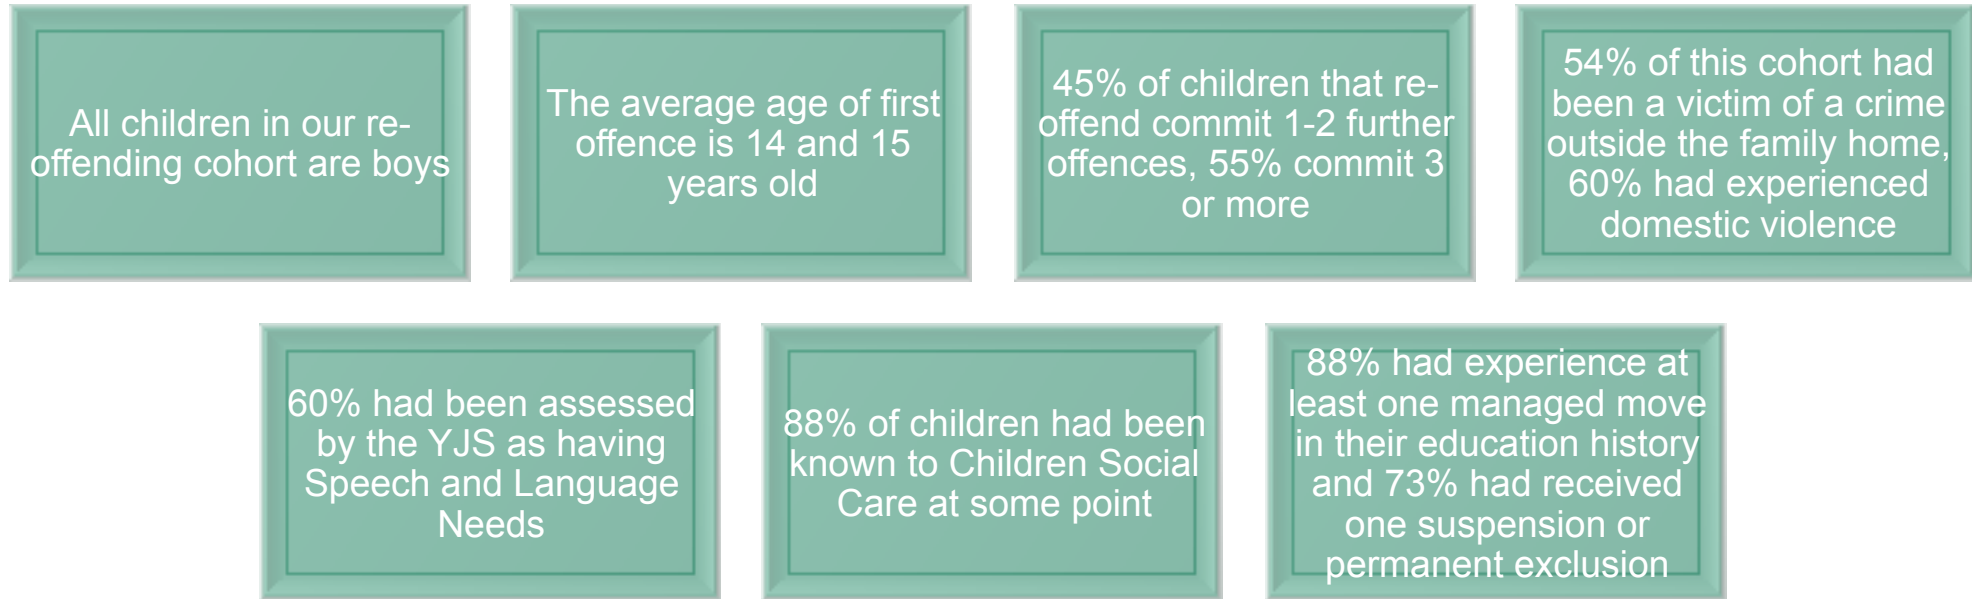 All children in our re-
offending cohort are boys
The average age of first
offence is 14 and 15
years old
45% of children that re-
offend commit 1-2 further
offences, 55% commit 3
or more
54% of this cohort had
been a victim of a crime
outside the family home,
60% had experienced
domestic violence
60% had been assessed
by the YJS as having
Speech and Language
Needs
88% of children had been
known to Children Social
Care at some point
88% had experience at
least one managed move
in their education history
and 73% had received
one suspension or
permanent exclusion